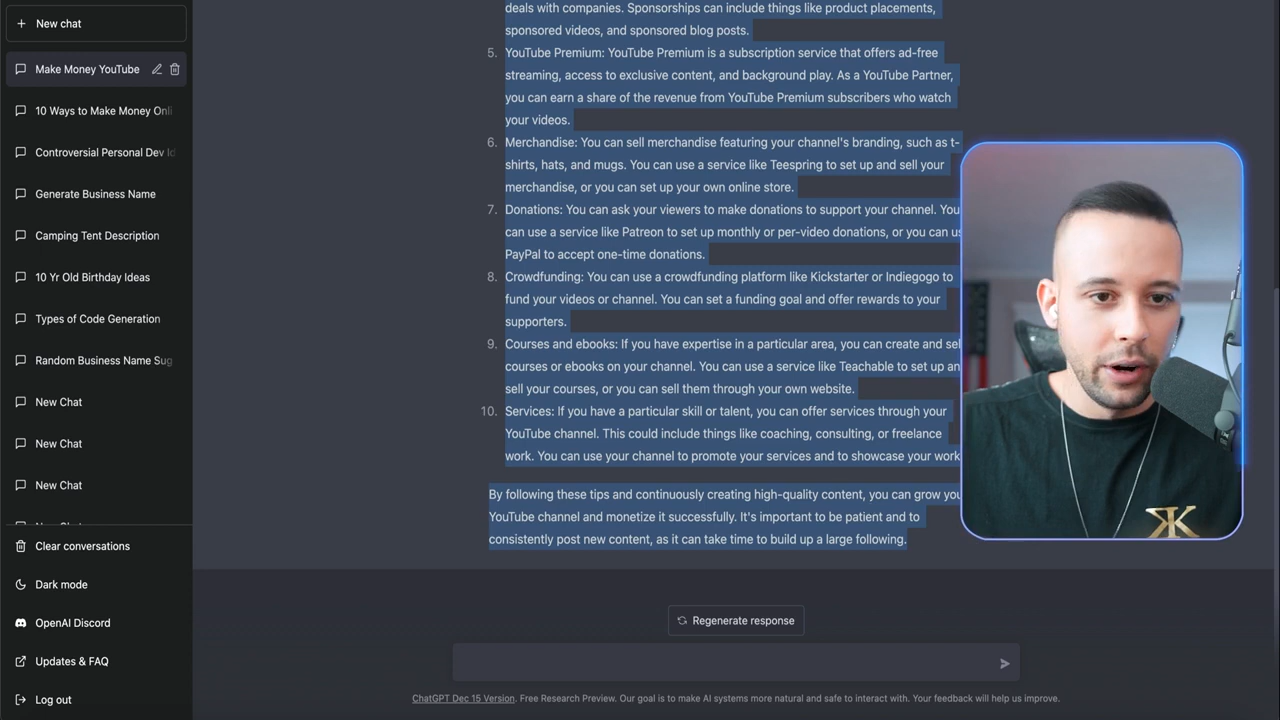 New chat
Make Money YouTube
10 Ways to Make Money Onli
Controversial Personal Dev Id
Generate Business Name
Camping Tent Description
10 Yr Old Birthday Ideas
Types of Code Generation
Random Business Name Sug
New Chat
New Chat
New Chat
Clear conversations
Dark mode
OpenAI Discord
Updates & FAQ
Log out
deals with companies. Sponsorships can include things like product placements,
sponsored videos, and sponsored blog posts.
5. YouTube Premium: YouTube Premium is a subscription service that offers ad-free
streaming, access to exclusive content, and background play. As a YouTube Partner,
you can earn a share of the revenue from YouTube Premium subscribers who watch
your videos.
6. Merchandise: You can sell merchandise featuring your channel's branding, such as t-
shirts, hats, and mugs. You can use a service like Teespring to set up and sell your
merchandise, or you can set up your own online store.
7. Donations: You can ask your viewers to make donations to support your channel. You
can use a service like Patreon to set up monthly or per-video donations, or you can us
PayPal to accept one-time donations.
8. Crowdfunding: You can use a crowdfunding platform like Kickstarter or Indiegogo to
fund your videos or channel. You can set a funding goal and offer rewards to your
supporters.
9. Courses and ebooks: If you have expertise in a particular area, you can create and sel
courses or ebooks on your channel. You can use a service like Teachable to set up an
sell your courses, or you can sell them through your own website.
10. Services: If you have a particular skill or talent, you can offer services through your
YouTube channel. This could include things like coaching, consulting, or freelance
work. You can use your channel to promote your services and to showcase your work
By following these tips and continuously creating high-quality content, you can grow you
YouTube channel and monetize it successfully. It's important to be patient and to
consistently post new content, as it can take time to build up a large following.
Regenerate response
ChatGPT Dec 15 Version. Free Research Preview. Our goal is to make AI systems more natural and safe to interact with. Your feedback will help us improve.